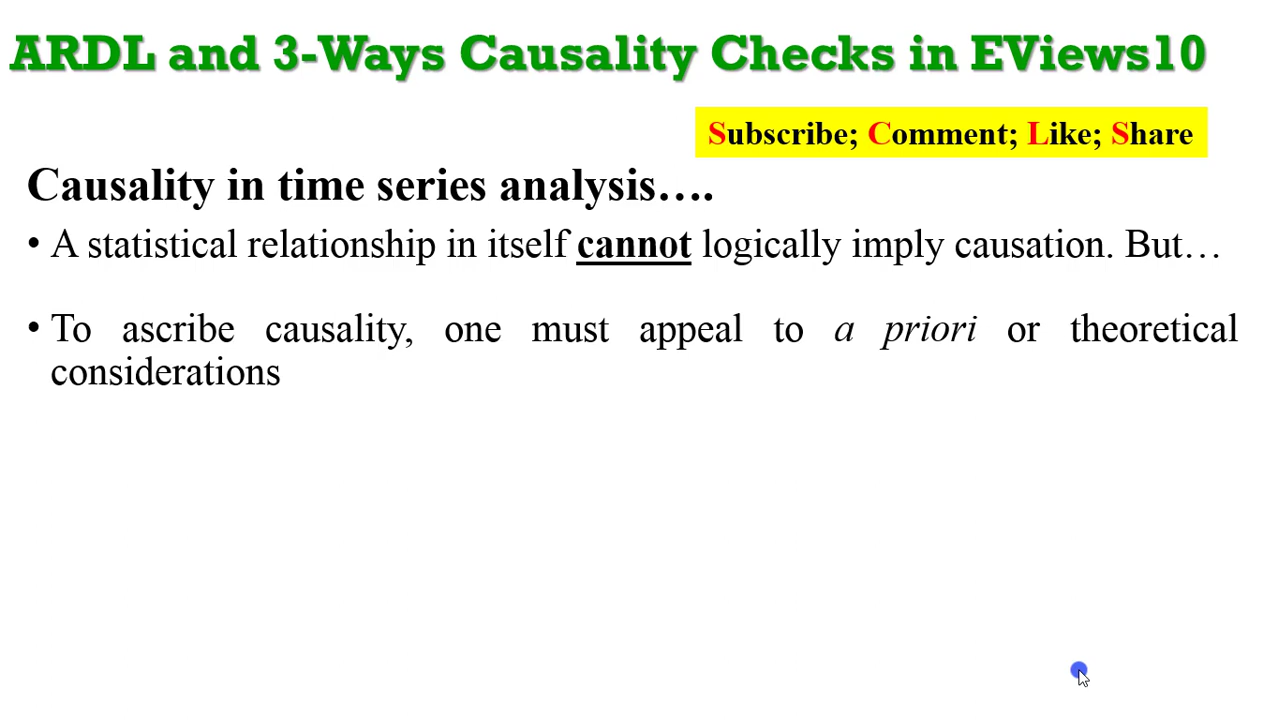 ARDL and 3-Ways Causality Checks in EViews10
Subscribe; Comment; Like; Share
Causality in time series analysis….
• A statistical relationship in itself cannot logically imply causation. But…
• To ascribe causality, one must appeal to a priori or theoretical
considerations